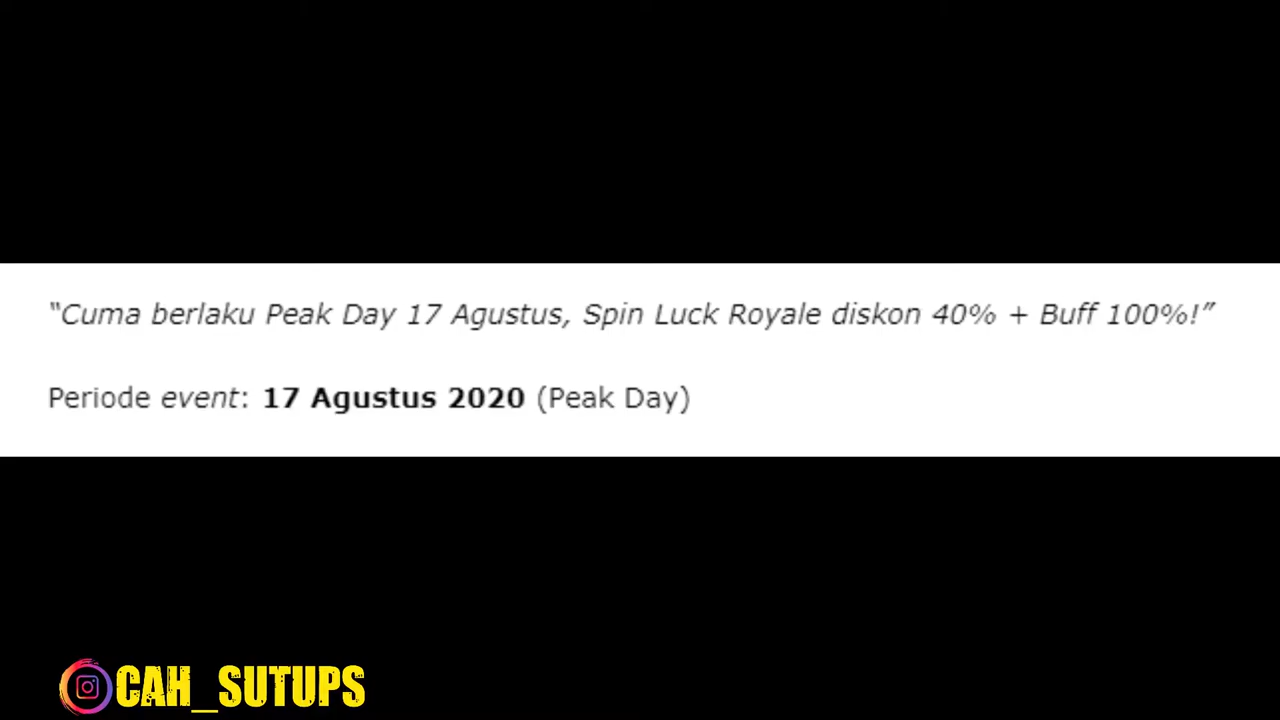 “Cuma berlaku Peak Day 17 Agustus, Spin Luck Royale diskon 40% + Buff 100%!”
Periode event: 17 Agustus 2020 (Peak Day)
CAH_SUTUPS